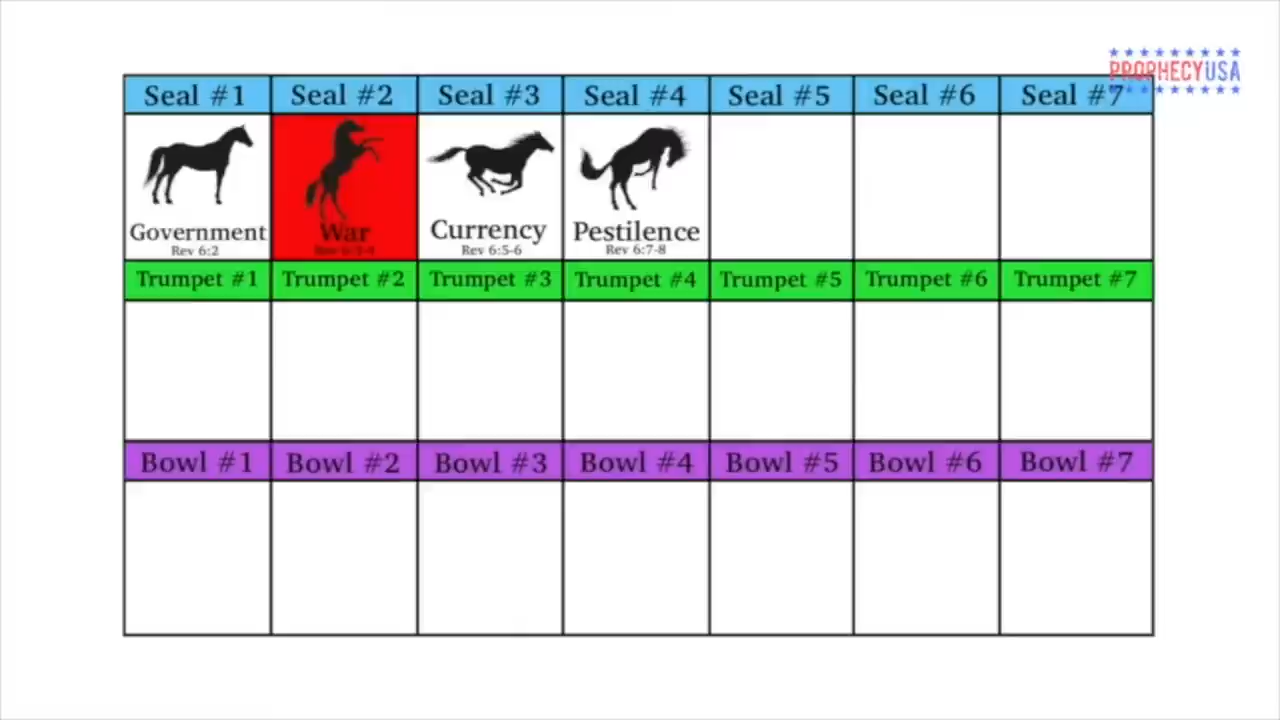 PROPHECYUSA
Seal #1 Seal #2 Seal #3 Seal #4 Seal #5 Seal #6 Seal #7
Government War Currency Pestilence
Rev 6:2 Rev 6:5-6 Rev 6:7-8
Trumpet #1 Trumpet #2 Trumpet #3 Trumpet #4 Trumpet #5 Trumpet #6 Trumpet #7
Bowl #1 Bowl #2 Bowl #3 Bowl #4 Bowl #5 Bowl #6 Bowl #7